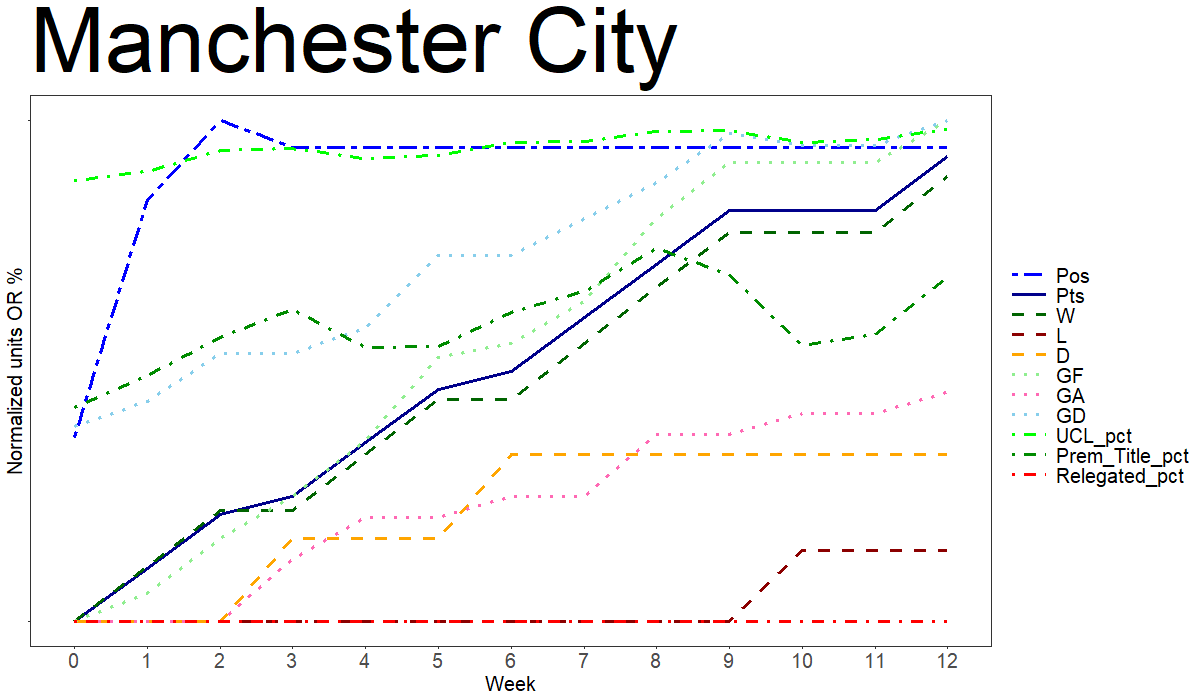 Manchester City
Normalized units OR %
0 1 2 3 4 5 6 7 8 9 10 11 12
Week
Pos
Pts
W
L
D
GF
GA
GD
UCL_pct
Prem_Title_pct
Relegated_pct